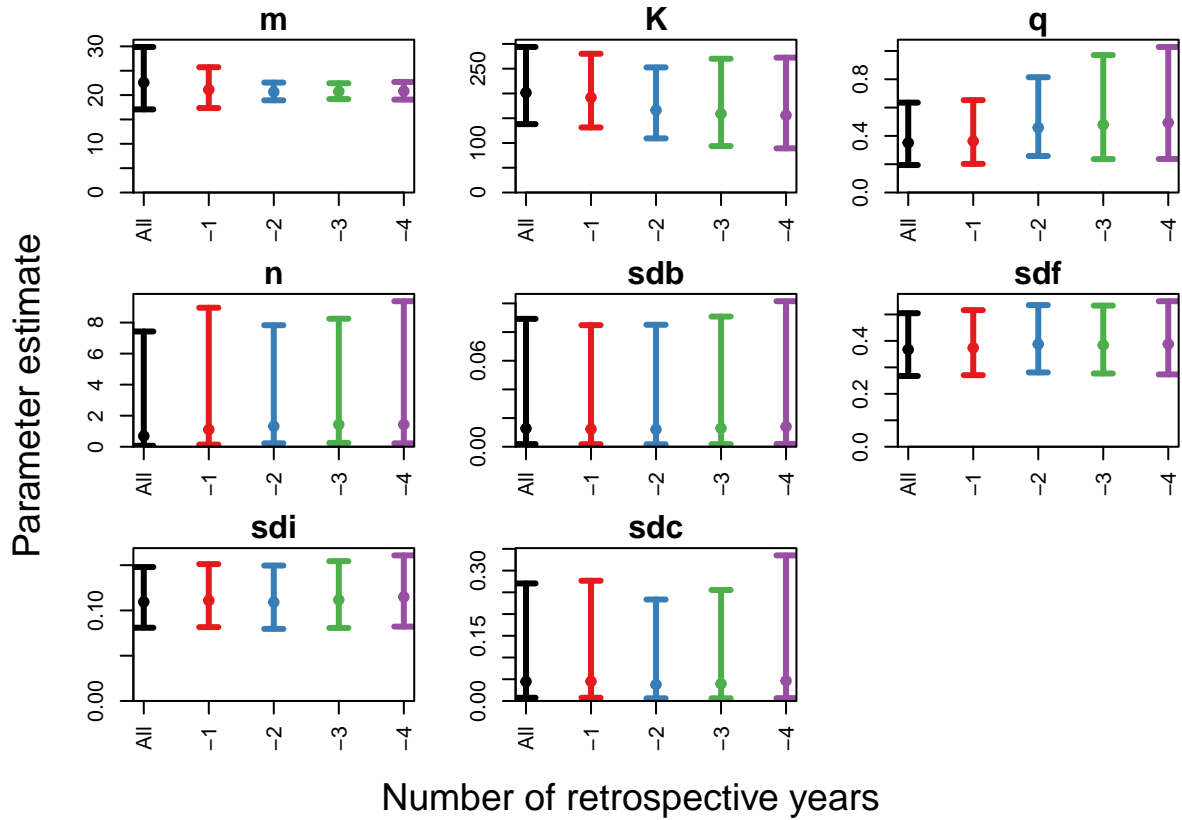 m
K
q
0 10 20 30
0 100 250
0.0 0.4 0.8
All −1 −2 −3 −4
All −1 −2 −3 −4
All −1 −2 −3 −4
Parameter estimate
n
sdb
sdf
0 2 4 6 8
0.00 0.06
0.0 0.2 0.4
All −1 −2 −3 −4
All −1 −2 −3 −4
All −1 −2 −3 −4
sdi
sdc
0.00 0.10
0.00 0.15 0.30
All −1 −2 −3 −4
All −1 −2 −3 −4
Number of retrospective years